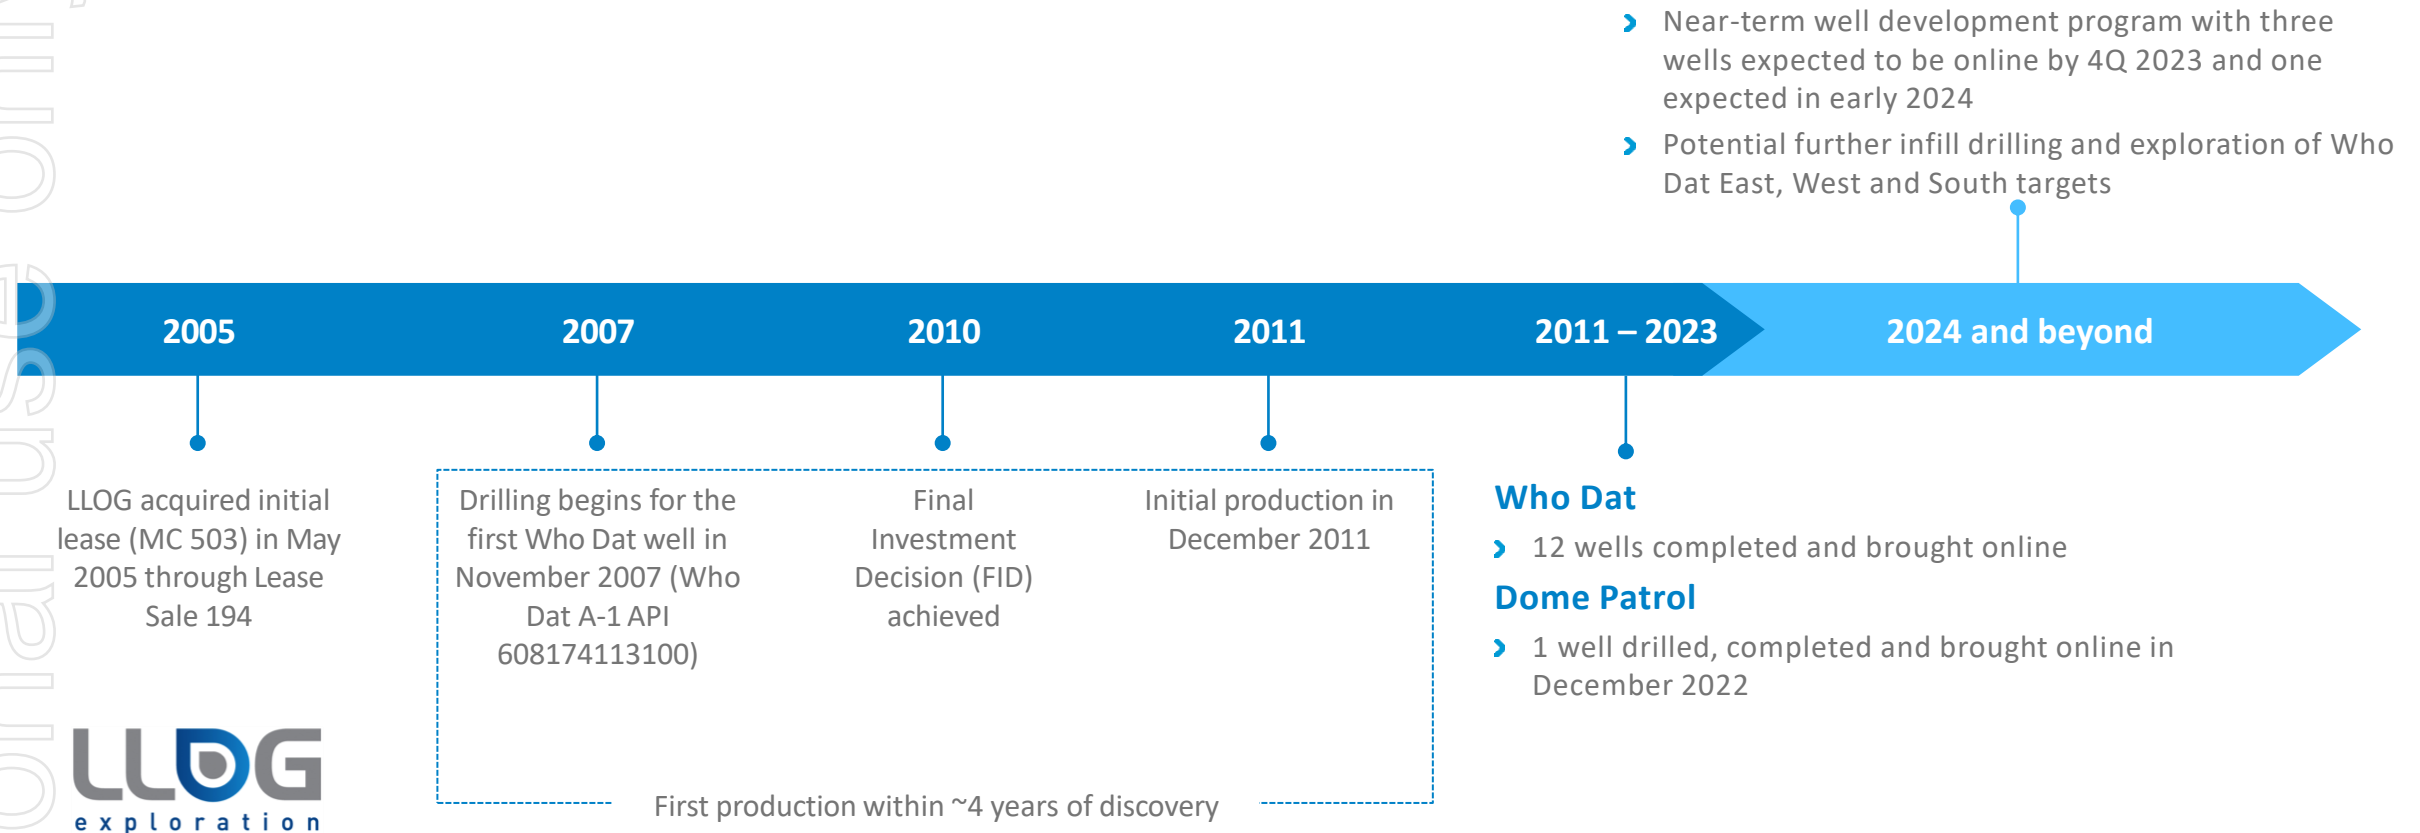 Near-term well development program with three
wells expected to be online by 4Q 2023 and one
expected in early 2024
Potential further infill drilling and exploration of Who
Dat East, West and South targets
2005
2007
2010
2011
2011 – 2023
2024 and beyond
LLOG acquired initial
lease (MC 503) in May
2005 through Lease
Sale 194
Drilling begins for the
first Who Dat well in
November 2007 (Who
Dat A-1 API
608174113100)
Final
Investment
Decision (FID)
achieved
Initial production in
December 2011
First production within ~4 years of discovery
Who Dat
12 wells completed and brought online
Dome Patrol
1 well drilled, completed and brought online in
December 2022
LLOG
exploration
use